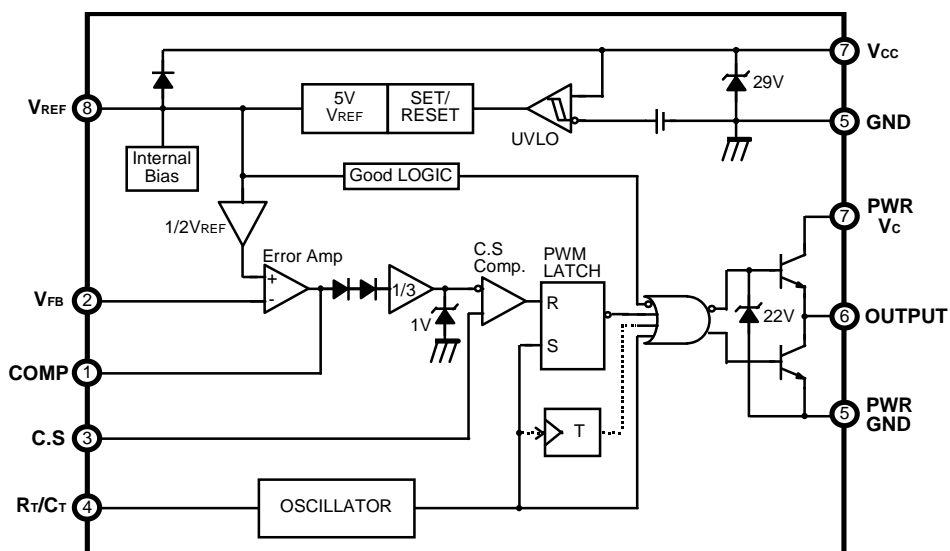 7 VCC
29V
5V
VREF
SET/
RESET
VREF 8
UVLO
5 GND
Internal
Bias
Good LOGIC
1/2VREF
7 PWR
VC
Error Amp
C.S
Comp.
PWM
LATCH
+
-
1/3
VFB 2
1V
R
S
22V
6 OUTPUT
COMP 1
5 PWR
GND
C.S 3
T
RT/CT 4
OSCILLATOR